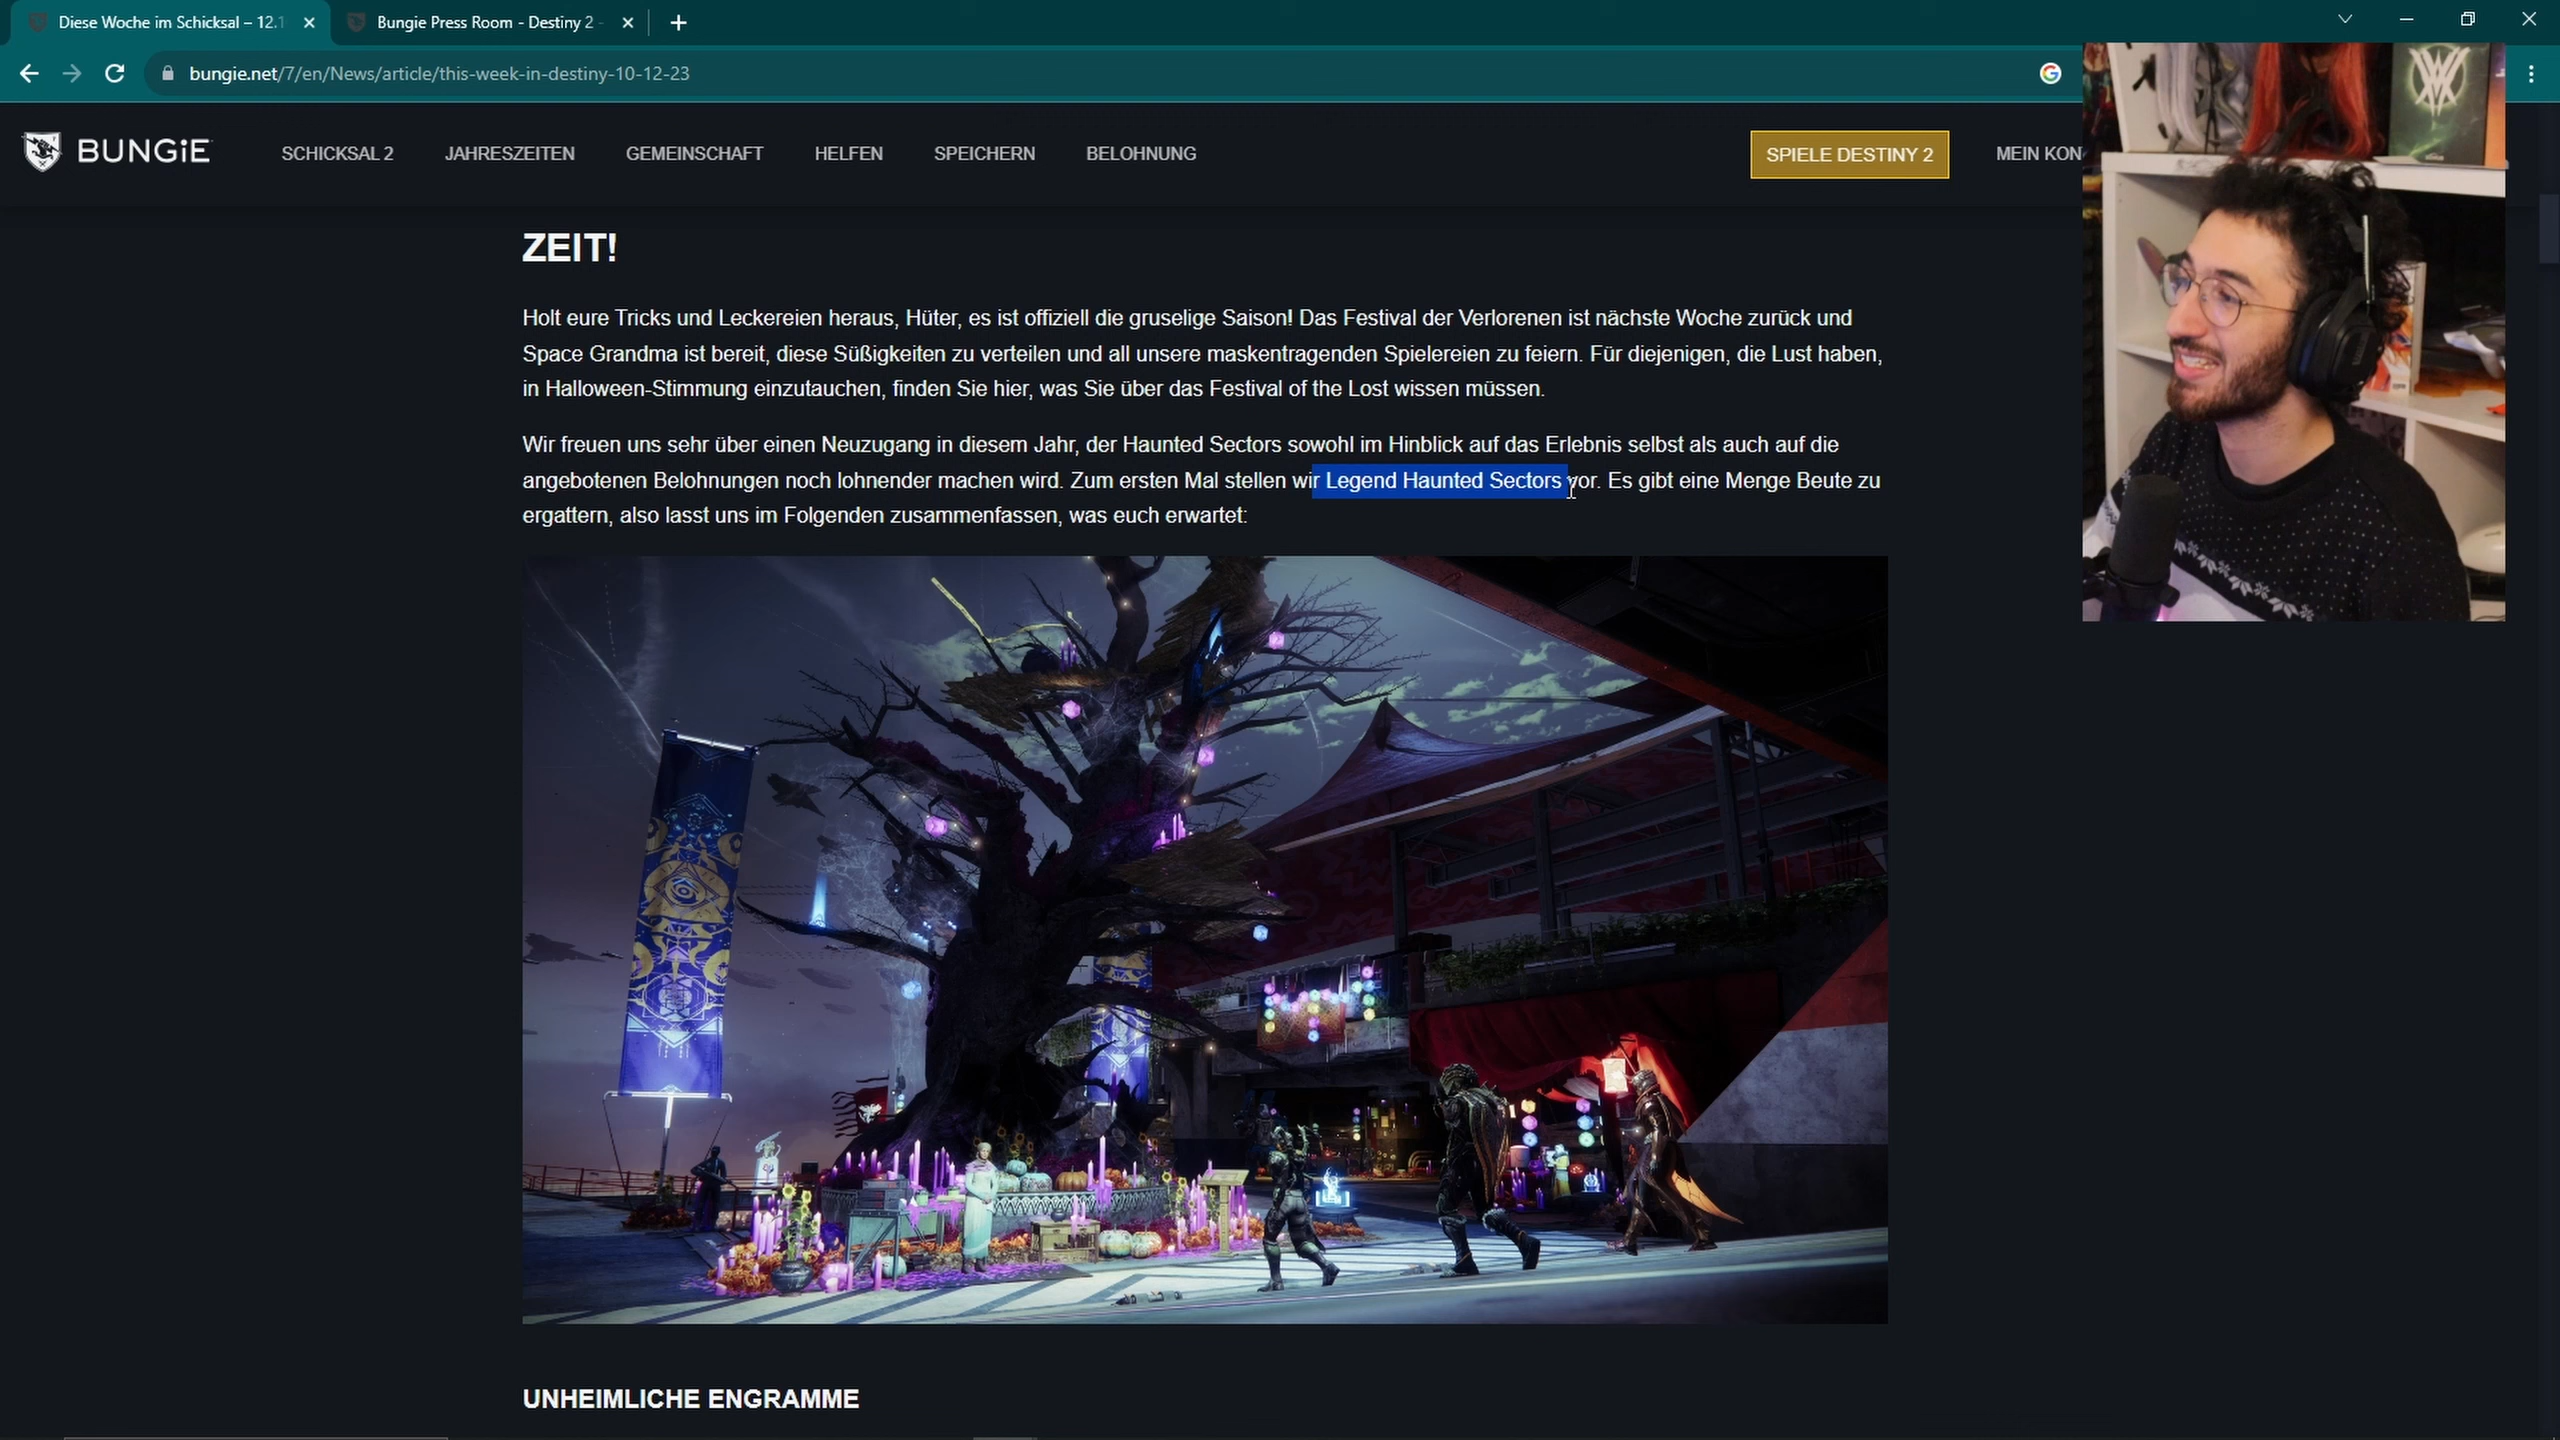 Diese Woche im Schicksal – 12.1
Bungie Press Room - Destiny 2 -
bungie.net/7/en/News/article/this-week-in-destiny-10-12-23
BUNGiE
SCHICKSAL 2
JAHRESZEITEN
GEMEINSCHAFT
HELFEN
SPEICHERN
BELOHNUNG
SPIELE DESTINY 2
MEIN KON
ZEIT!
Holt eure Tricks und Leckereien heraus, Hüter, es ist offiziell die gruselige Saison! Das Festival der Verlorenen ist nächste Woche zurück und
Space Grandma ist bereit, diese Süßigkeiten zu verteilen und all unsere maskentragenden Spielereien zu feiern. Für diejenigen, die Lust haben,
in Halloween-Stimmung einzutauchen, finden Sie hier, was Sie über das Festival of the Lost wissen müssen.
Wir freuen uns sehr über einen Neuzugang in diesem Jahr, der Haunted Sectors sowohl im Hinblick auf das Erlebnis selbst als auch auf die
angebotenen Belohnungen noch lohnender machen wird. Zum ersten Mal stellen wir Legend Haunted Sectors vor. Es gibt eine Menge Beute zu
ergattern, also lasst uns im Folgenden zusammenfassen, was euch erwartet:
UNHEIMLICHE ENGRAMME